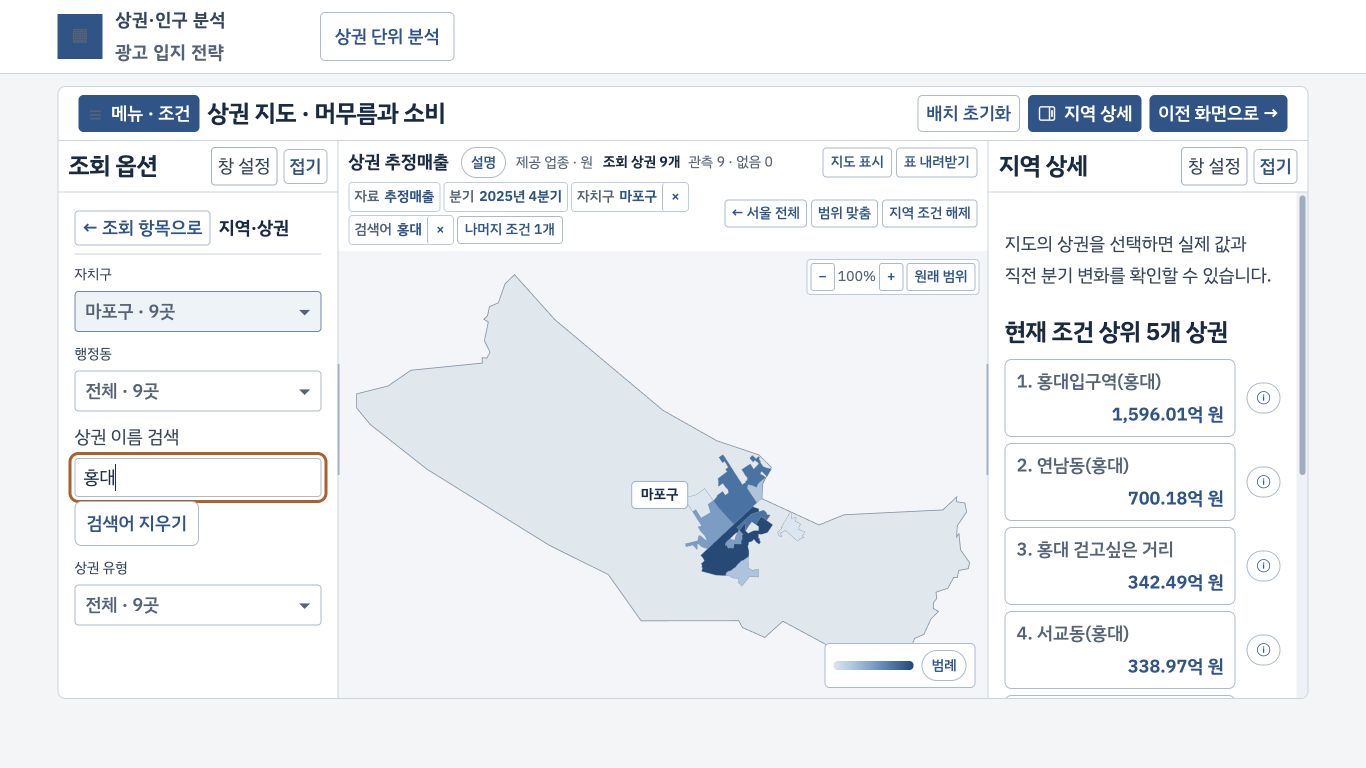 상권·인구 분석
광고 입지 전략
상권 단위 분석
메뉴 · 조건
상권 지도 · 머무름과 소비
배치 초기화
지역 상세
이전 화면으로 →
조회 옵션
창 설정
접기
← 조회 항목으로
지역·상권
자치구
마포구 · 9곳
행정동
전체 · 9곳
상권 이름 검색
홍대
검색어 지우기
상권 유형
전체 · 9곳
상권 추정매출
설명
제공 업종 · 원
조회 상권 9개
관측 9 · 없음 0
지도 표시
표 내려받기
자료 추정매출
분기 2025년 4분기
자치구 마포구 ×
검색어 홍대 ×
나머지 조건 1개
← 서울 전체
범위 맞춤
지역 조건 해제
− 100% +
원래 범위
마포구
범례
지역 상세
창 설정
접기
지도의 상권을 선택하면 실제 값과
직전 분기 변화를 확인할 수 있습니다.
현재 조건 상위 5개 상권
1. 홍대입구역(홍대)
1,596.01억 원
2. 연남동(홍대)
700.18억 원
3. 홍대 걷고싶은 거리
342.49억 원
4. 서교동(홍대)
338.97억 원